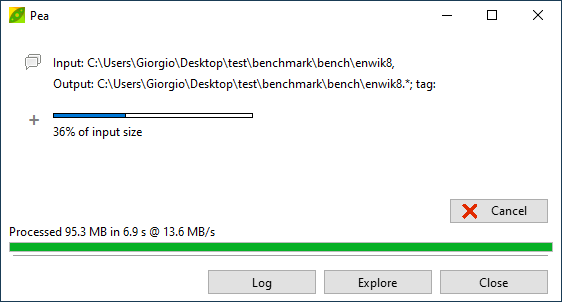 Pea
Input: C:\Users\Giorgio\Desktop\test\benchmark\bench\enwik8,
Output: C:\Users\Giorgio\Desktop\test\benchmark\bench\enwik8.*; tag:
36% of input size
Cancel
Processed 95.3 MB in 6.9 s @ 13.6 MB/s
Log Explore Close